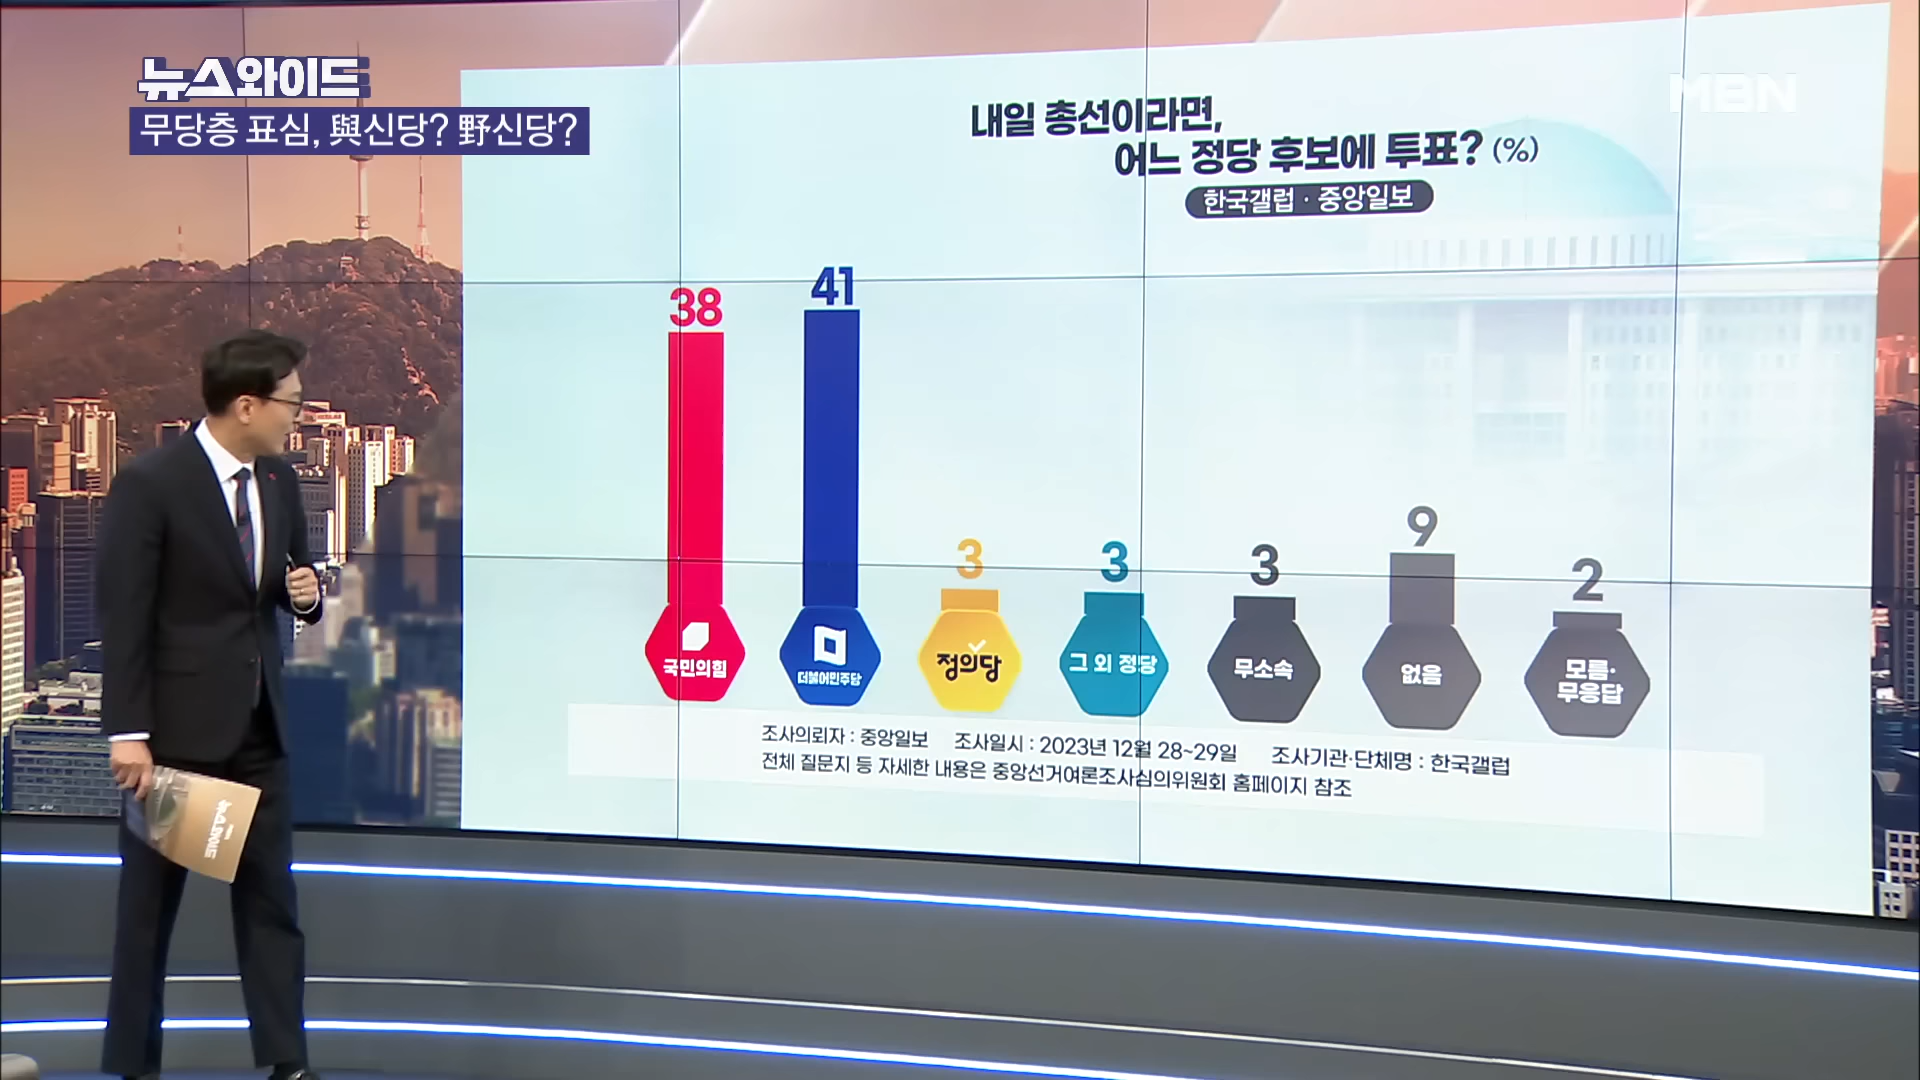 뉴스와이드
무당층 표심, 與신당? 野신당?
MBN
내일 총선이라면,
어느 정당 후보에 투표? (%)
한국갤럽 · 중앙일보
38
41
3
3
3
9
2
국민의힘
더불어민주당
정의당
그 외 정당
무소속
없음
모름·
무응답
조사의뢰자 : 중앙일보 조사일시 : 2023년 12월 28~29일 조사기관·단체명 : 한국갤럽
전체 질문지 등 자세한 내용은 중앙선거여론조사심의위원회 홈페이지 참조
뉴스와이드